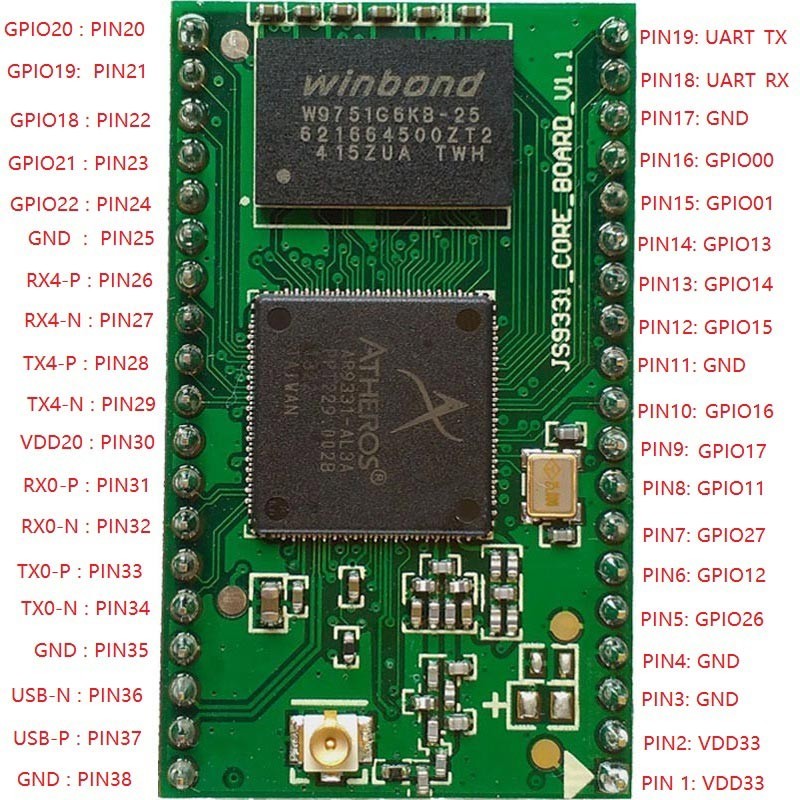 GPIO20 : PIN20
GPIO19: PIN21
GPIO18 : PIN22
GPIO21 : PIN23
GPIO22 : PIN24
GND : PIN25
RX4-P : PIN26
RX4-N : PIN27
TX4-P : PIN28
TX4-N : PIN29
VDD20 : PIN30
RX0-P : PIN31
RX0-N : PIN32
TX0-P : PIN33
TX0-N : PIN34
GND : PIN35
USB-N : PIN36
USB-P : PIN37
GND : PIN38
winbond
W9751G6KB-25
621664500ZT2
415ZUA TWH
JS9331_CORE_BOARD_V1.1
ATHEROS®
AR9331-AL3A
TAIWAN
+
PIN19: UART TX
PIN18: UART RX
PIN17: GND
PIN16: GPIO00
PIN15: GPIO01
PIN14: GPIO13
PIN13: GPIO14
PIN12: GPIO15
PIN11: GND
PIN10: GPIO16
PIN9: GPIO17
PIN8: GPIO11
PIN7: GPIO27
PIN6: GPIO12
PIN5: GPIO26
PIN4: GND
PIN3: GND
PIN2: VDD33
PIN 1: VDD33